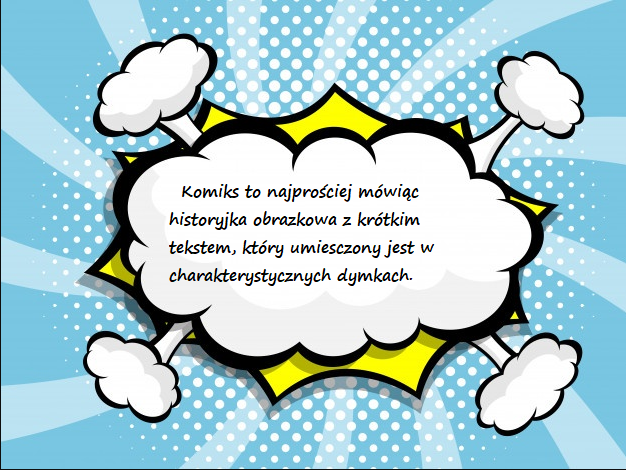 Komiks to najprościej mówiąc
historyjka obrazkowa z krótkim
tekstem, który umiesczony jest w
charakterystycznych dymkach.